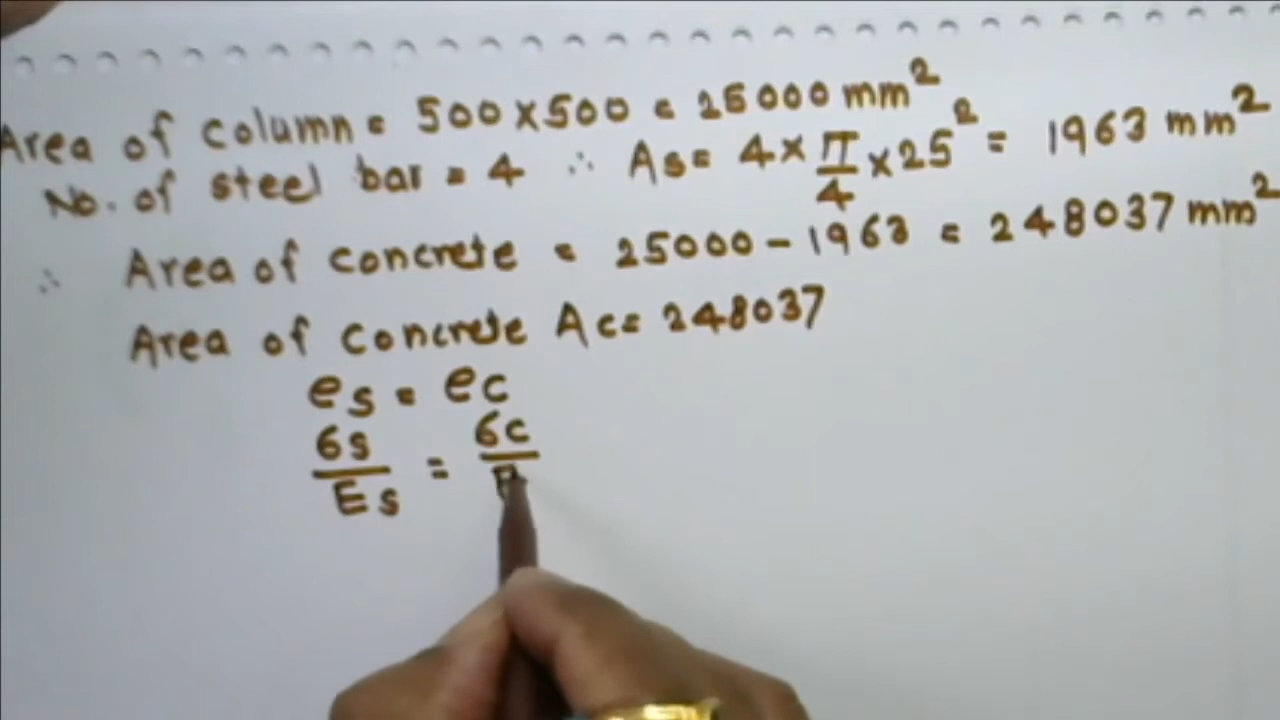 Area of column = 500 × 500 = 25000 mm²
No. of steel bar = 4 ∴ As = 4 × π/4 × 25² = 1963 mm²
∴ Area of concrete = 25000 - 1963 = 248037 mm²
Area of concrete Ac = 248037
es = ec
6s/Es = 6c/E